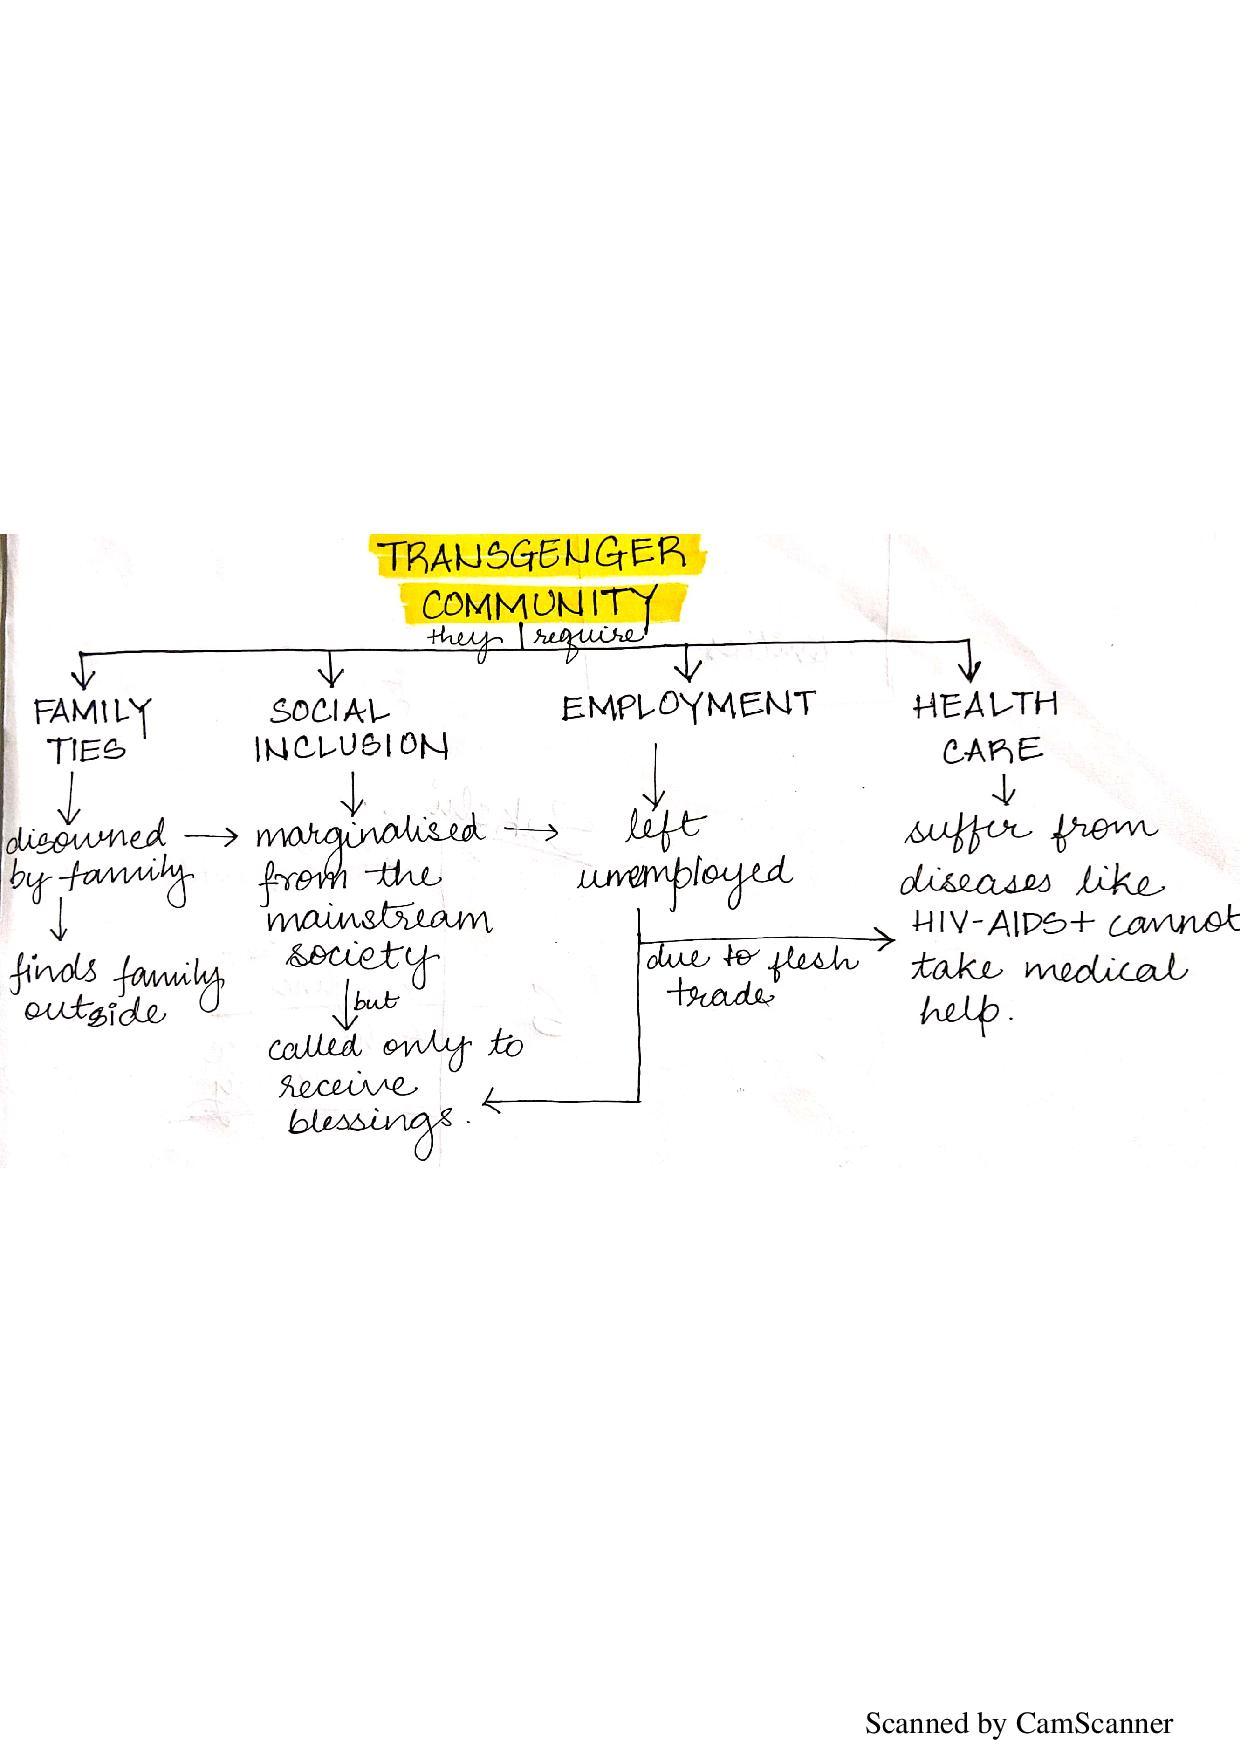 TRANSGENGER
COMMUNITY
they require
FAMILY
TIES
disowned
by family
finds family
outside
SOCIAL
INCLUSION
marginalised
from the
mainstream
society
but
called only to
receive
blessings.
EMPLOYMENT
left
unemployed
due to flesh
trade
HEALTH
CARE
suffer from
diseases like
HIV-AIDS + cannot
take medical
help.
Scanned by CamScanner